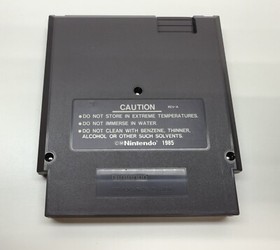 CAUTION
REV-A
•DO NOT STORE IN EXTREME TEMPERATURES.
•DO NOT IMMERSE IN WATER.
•DO NOT CLEAN WITH BENZENE, THINNER,
ALCOHOL OR OTHER SUCH SOLVENTS.
©®Nintendo 1985